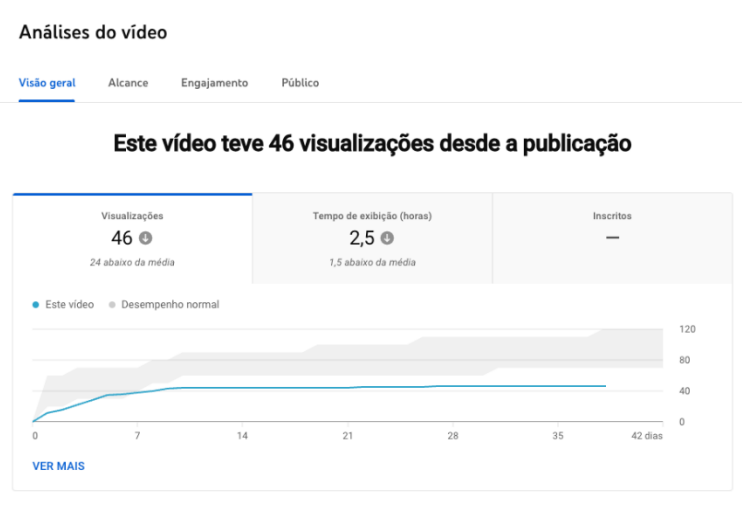 Análises do vídeo
Visão geral Alcance Engajamento Público
Este vídeo teve 46 visualizações desde a publicação
Visualizações Tempo de exibição (horas) Inscritos
46 2,5 —
24 abaixo da média 1,5 abaixo da média
Este vídeo Desempenho normal
120
80
40
0
0 7 14 21 28 35 42 dias
VER MAIS